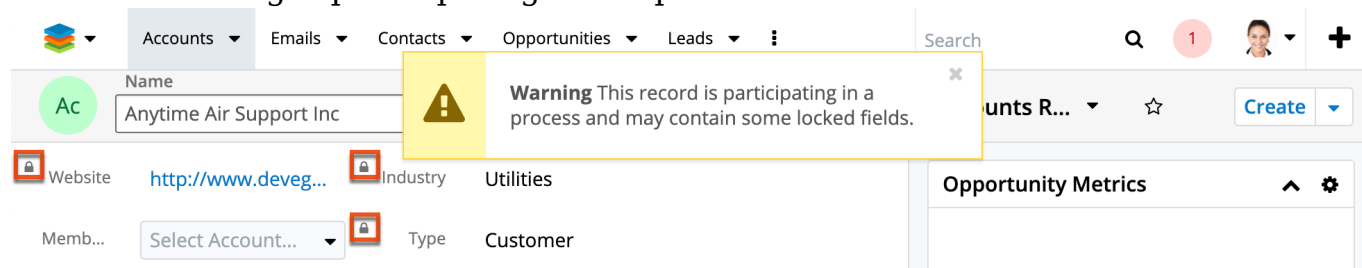 Accounts Emails Contacts Opportunities Leads Search 1
Name
Ac Anytime Air Support Inc
Warning This record is participating in a
process and may contain some locked fields.
unts R... Create
Website http://www.deveg... Industry Utilities
Opportunity Metrics
Memb... Select Account... Type Customer